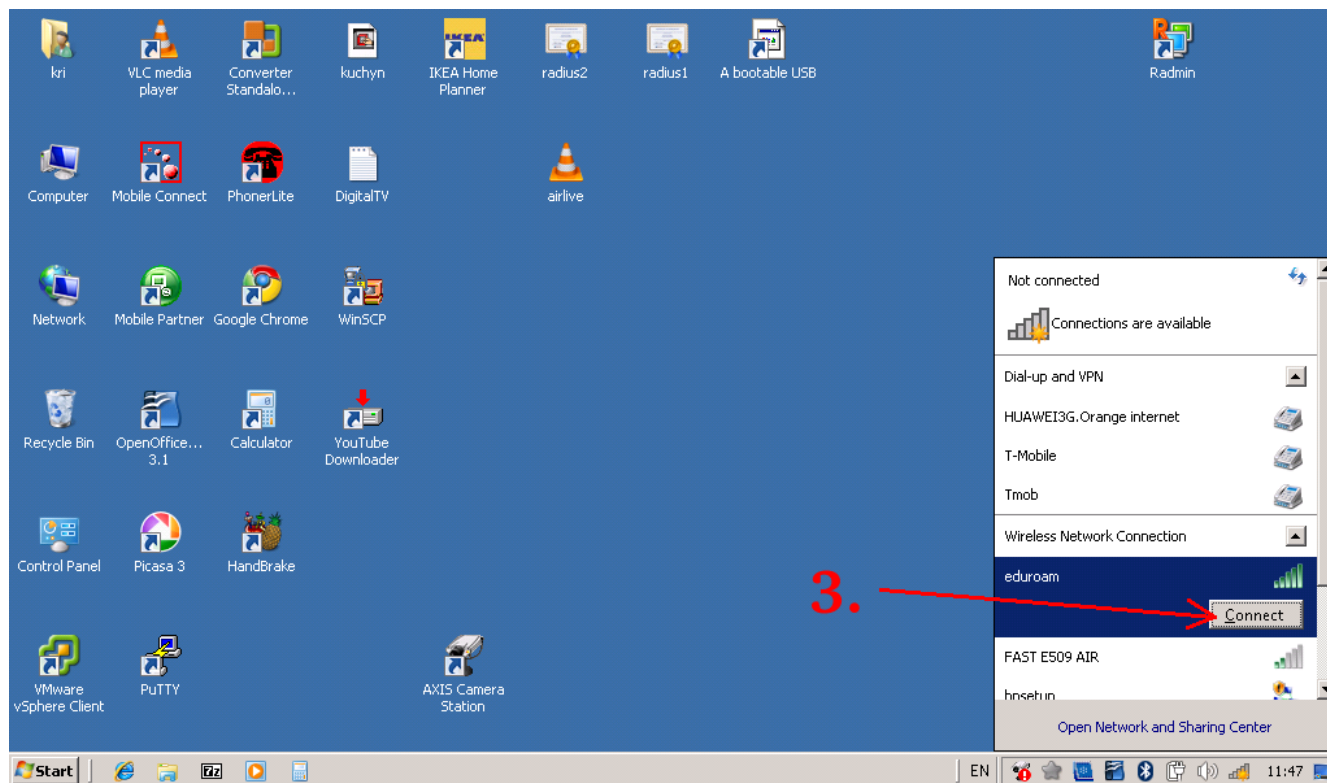 kri
VLC media
player
Converter
Standalo...
kuchyn
IKEA Home
Planner
radius2
radius1
A bootable USB
Radmin
Computer
Mobile Connect
PhonerLite
DigitalTV
airlive
Network
Mobile Partner
Google Chrome
WinSCP
Recycle Bin
OpenOffice...
3.1
Calculator
YouTube
Downloader
Control Panel
Picasa 3
HandBrake
VMware
vSphere Client
PuTTY
AXIS Camera
Station
Not connected
Connections are available
Dial-up and VPN
HUAWEI3G.Orange internet
T-Mobile
Tmob
Wireless Network Connection
eduroam
3.
Connect
FAST E509 AIR
hpsetup
Open Network and Sharing Center
Start
EN
11:47